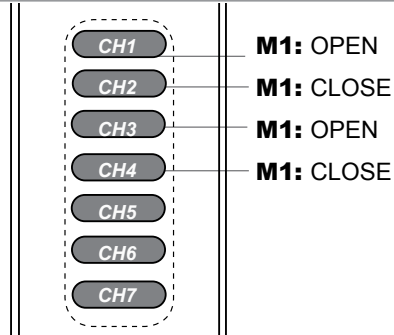 CH1 M1: OPEN
CH2 M1: CLOSE
CH3 M1: OPEN
CH4 M1: CLOSE
CH5
CH6
CH7